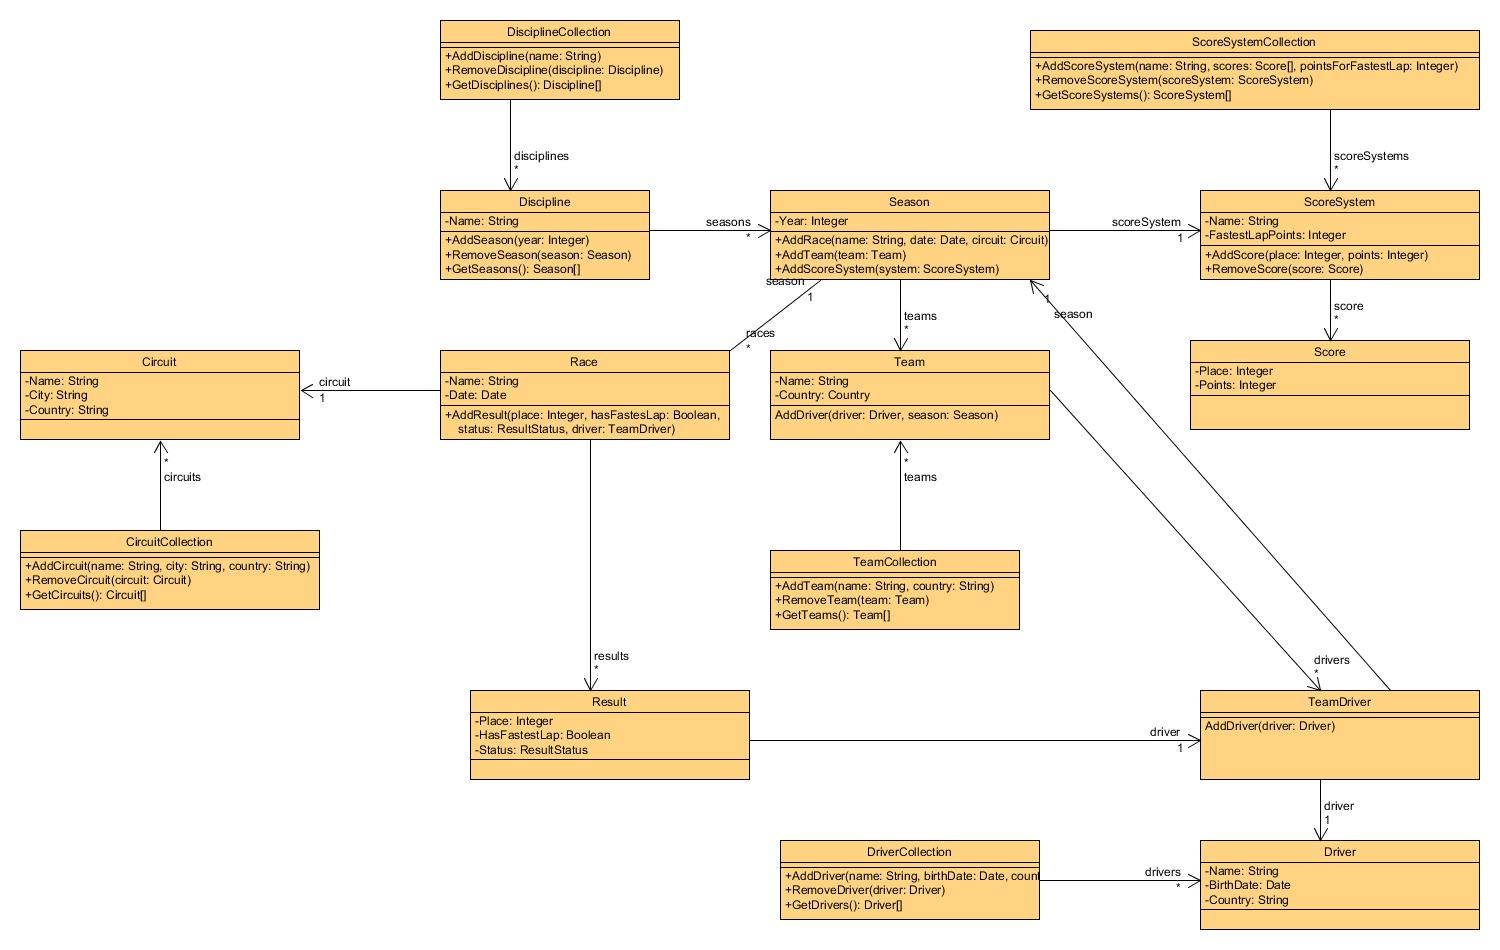 DisciplineCollection
+AddDiscipline(name: String)
+RemoveDiscipline(discipline: Discipline)
+GetDisciplines(): Discipline[]
ScoreSystemCollection
+AddScoreSystem(name: String, scores: Score[], pointsForFastestLap: Integer)
+RemoveScoreSystem(scoreSystem: ScoreSystem)
+GetScoreSystems(): ScoreSystem[]
disciplines
*
scoreSystems
*
Discipline
-Name: String
+AddSeason(year: Integer)
+RemoveSeason(season: Season)
+GetSeasons(): Season[]
seasons
*
Season
-Year: Integer
+AddRace(name: String, date: Date, circuit: Circuit)
+AddTeam(team: Team)
+AddScoreSystem(system: ScoreSystem)
scoreSystem
1
ScoreSystem
-Name: String
-FastestLapPoints: Integer
+AddScore(place: Integer, points: Integer)
+RemoveScore(score: Score)
season
1
races
*
teams
*
1
season
score
*
Circuit
-Name: String
-City: String
-Country: String
circuit
1
Race
-Name: String
-Date: Date
+AddResult(place: Integer, hasFastesLap: Boolean,
status: ResultStatus, driver: TeamDriver)
Team
-Name: String
-Country: Country
AddDriver(driver: Driver, season: Season)
Score
-Place: Integer
-Points: Integer
*
circuits
*
teams
CircuitCollection
+AddCircuit(name: String, city: String, country: String)
+RemoveCircuit(circuit: Circuit)
+GetCircuits(): Circuit[]
TeamCollection
+AddTeam(name: String, country: String)
+RemoveTeam(team: Team)
+GetTeams(): Team[]
results
*
drivers
*
Result
-Place: Integer
-HasFastestLap: Boolean
-Status: ResultStatus
driver
1
TeamDriver
AddDriver(driver: Driver)
driver
1
DriverCollection
+AddDriver(name: String, birthDate: Date, count
+RemoveDriver(driver: Driver)
+GetDrivers(): Driver[]
drivers
*
Driver
-Name: String
-BirthDate: Date
-Country: String